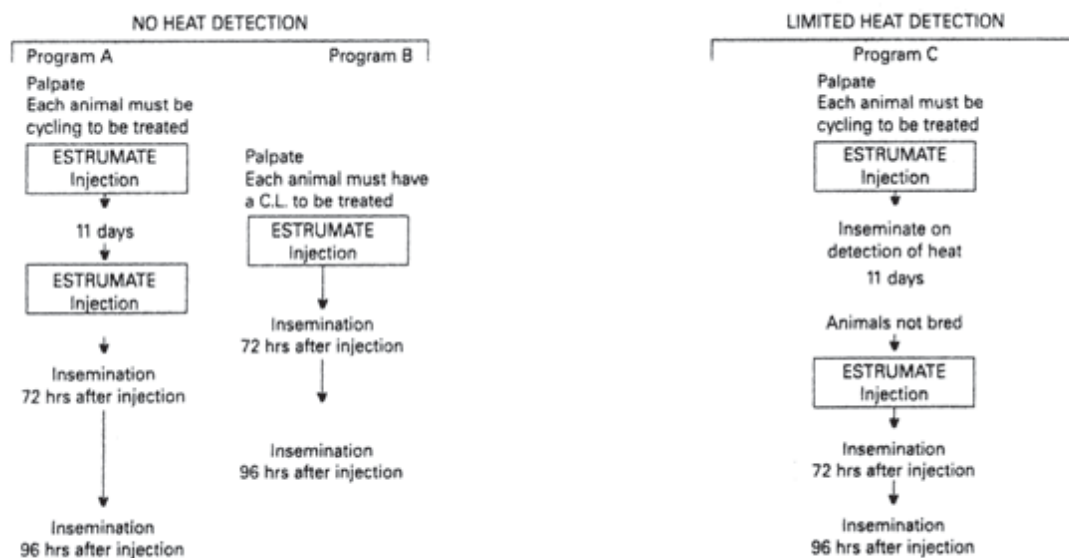 NO HEAT DETECTION
Program A
Palpate
Each animal must be
cycling to be treated
ESTRUMATE
Injection
11 days
ESTRUMATE
Injection
Insemination
72 hrs after injection
Insemination
96 hrs after injection
Program B
Palpate
Each animal must have
a C.L. to be treated
ESTRUMATE
Injection
Insemination
72 hrs after injection
Insemination
96 hrs after injection
LIMITED HEAT DETECTION
Program C
Palpate
Each animal must be
cycling to be treated
ESTRUMATE
Injection
Inseminate on
detection of heat
11 days
Animals not bred
ESTRUMATE
Injection
Insemination
72 hrs after injection
Insemination
96 hrs after injection